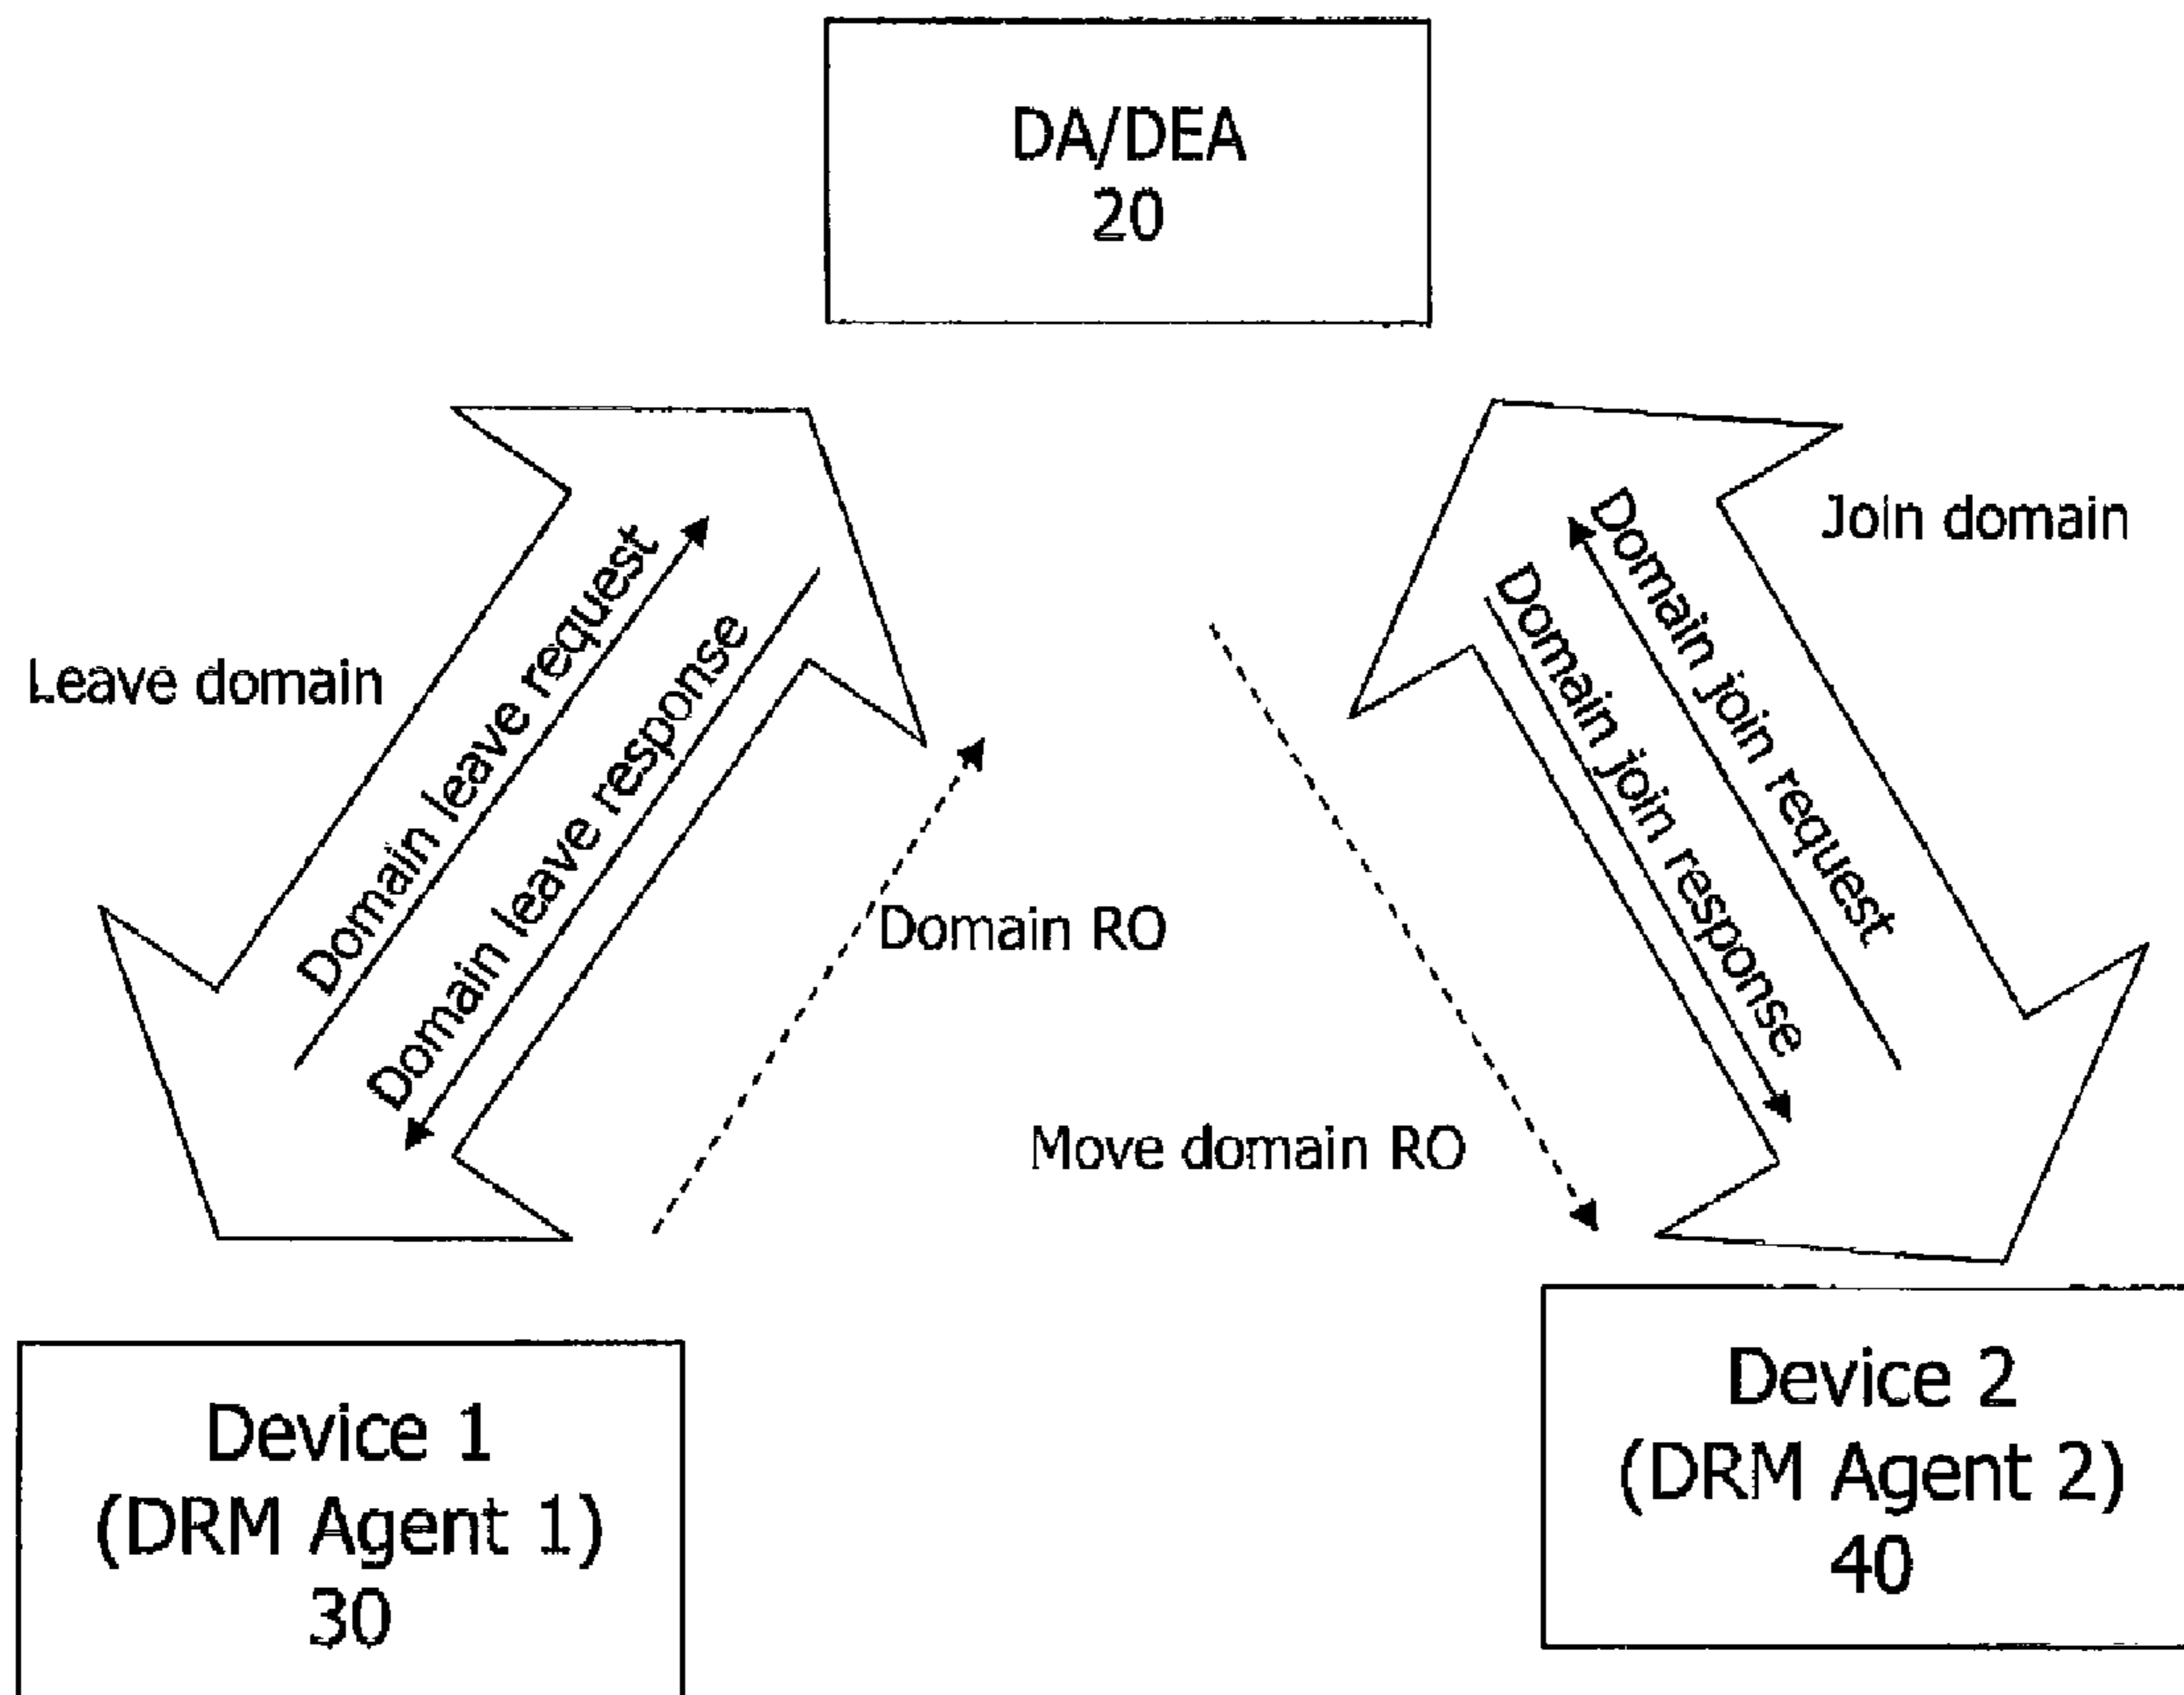 DA/DEA
20
Leave domain
Domain leave request
Domain leave response
Domain RO
Move domain RO
Domain join response
Domain join request
Join domain
Device 1
(DRM Agent 1)
30
Device 2
(DRM Agent 2)
40